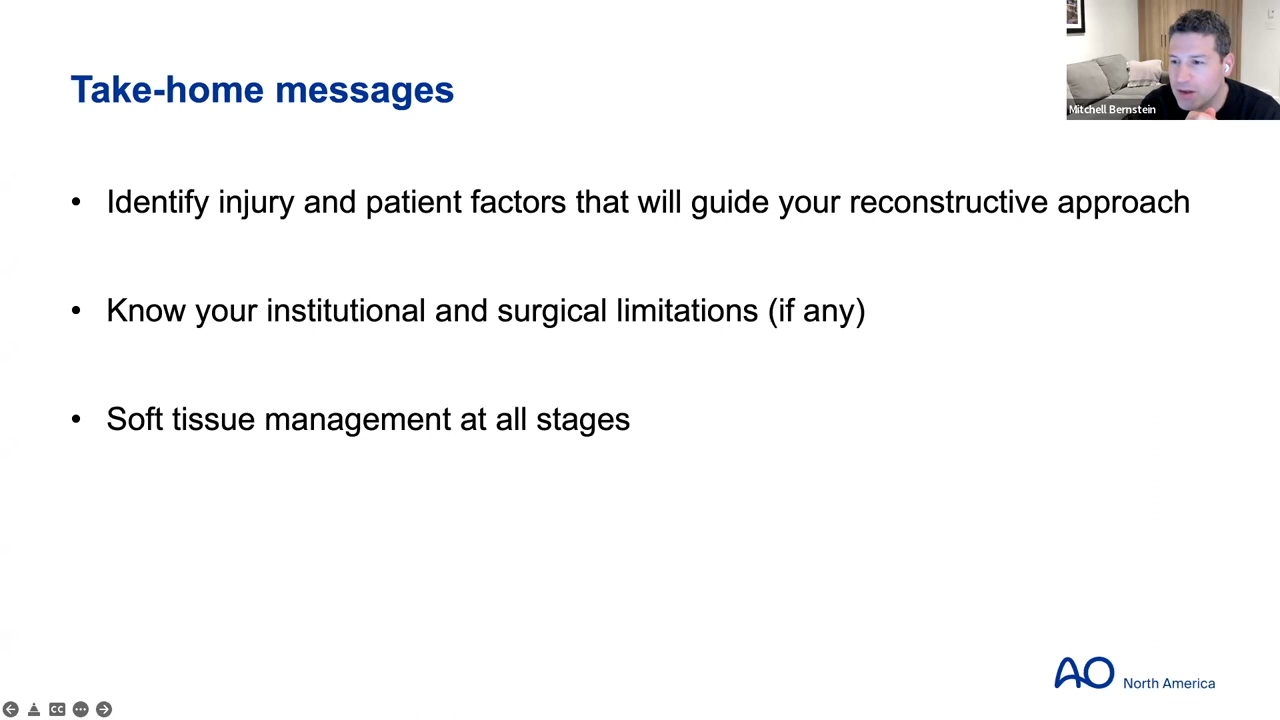 Take-home messages
Mitchell Bernstein
• Identify injury and patient factors that will guide your reconstructive approach
• Know your institutional and surgical limitations (if any)
• Soft tissue management at all stages
AO North America
CC